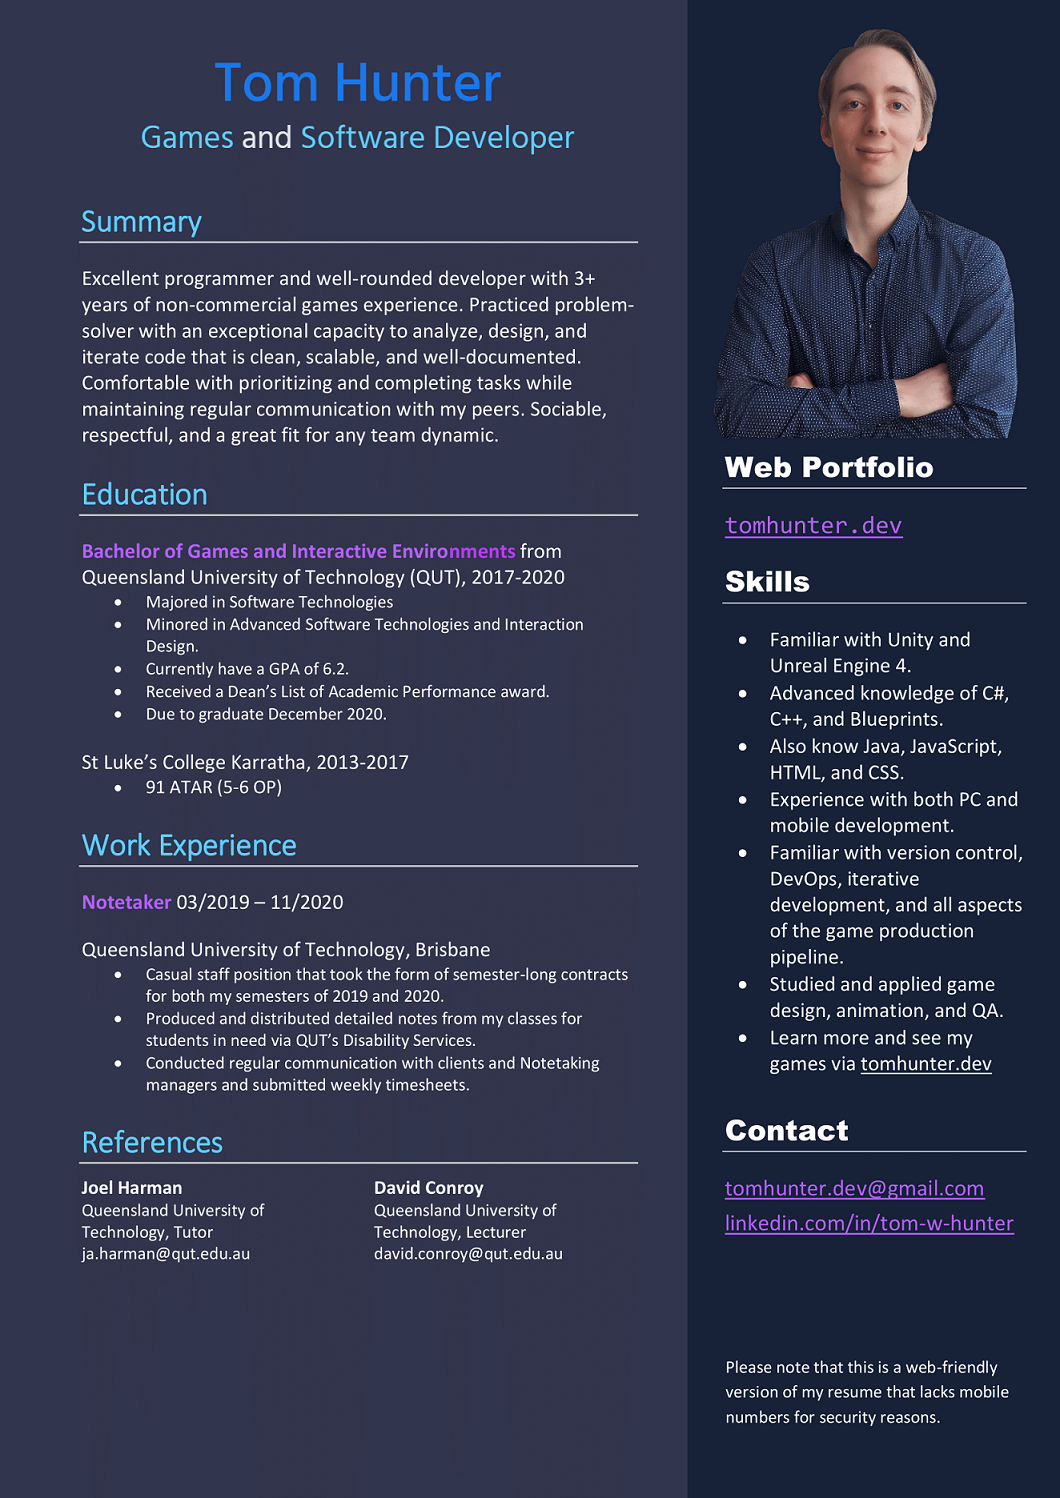 Tom Hunter
Games and Software Developer
Summary
Excellent programmer and well-rounded developer with 3+
years of non-commercial games experience. Practiced problem-
solver with an exceptional capacity to analyze, design, and
iterate code that is clean, scalable, and well-documented.
Comfortable with prioritizing and completing tasks while
maintaining regular communication with my peers. Sociable,
respectful, and a great fit for any team dynamic.
Education
Bachelor of Games and Interactive Environments from
Queensland University of Technology (QUT), 2017-2020
• Majored in Software Technologies
• Minored in Advanced Software Technologies and Interaction
Design.
• Currently have a GPA of 6.2.
• Received a Dean’s List of Academic Performance award.
• Due to graduate December 2020.
St Luke’s College Karratha, 2013-2017
• 91 ATAR (5-6 OP)
Work Experience
Notetaker 03/2019 – 11/2020
Queensland University of Technology, Brisbane
• Casual staff position that took the form of semester-long contracts
for both my semesters of 2019 and 2020.
• Produced and distributed detailed notes from my classes for
students in need via QUT’s Disability Services.
• Conducted regular communication with clients and Notetaking
managers and submitted weekly timesheets.
References
Joel Harman
Queensland University of
Technology, Tutor
ja.harman@qut.edu.au
David Conroy
Queensland University of
Technology, Lecturer
david.conroy@qut.edu.au
Web Portfolio
tomhunter.dev
Skills
• Familiar with Unity and
Unreal Engine 4.
• Advanced knowledge of C#,
C++, and Blueprints.
• Also know Java, JavaScript,
HTML, and CSS.
• Experience with both PC and
mobile development.
• Familiar with version control,
DevOps, iterative
development, and all aspects
of the game production
pipeline.
• Studied and applied game
design, animation, and QA.
• Learn more and see my
games via tomhunter.dev
Contact
tomhunter.dev@gmail.com
linkedin.com/in/tom-w-hunter
Please note that this is a web-friendly
version of my resume that lacks mobile
numbers for security reasons.